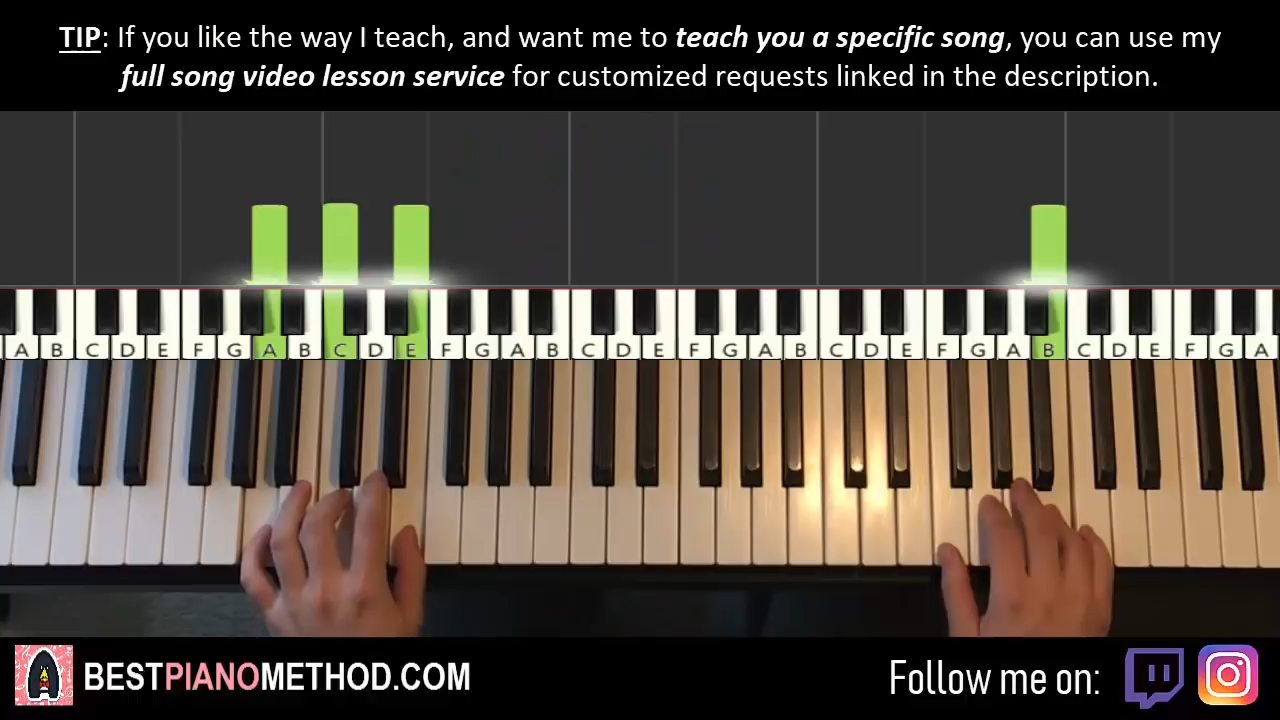 TIP: If you like the way I teach, and want me to teach you a specific song, you can use my
full song video lesson service for customized requests linked in the description.
A B C D E F G A B C D E F G A B C D E F G A B C D E F G A B C D E F G A
BESTPIANOMETHOD.COM
Follow me on: